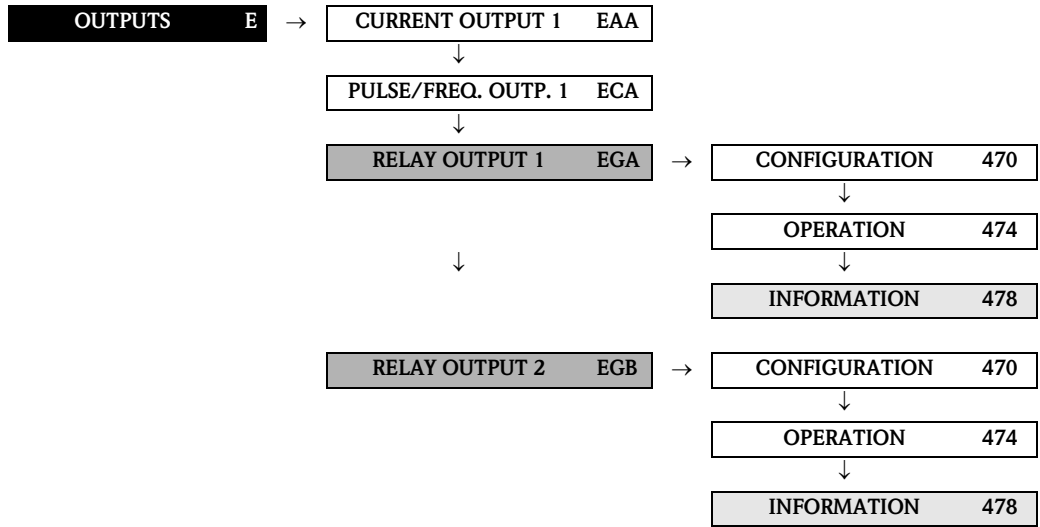 OUTPUTS E → CURRENT OUTPUT 1 EAA
↓
PULSE/FREQ. OUTP. 1 ECA
↓
RELAY OUTPUT 1 EGA → CONFIGURATION 470
↓
OPERATION 474
↓ ↓
INFORMATION 478
RELAY OUTPUT 2 EGB → CONFIGURATION 470
↓
OPERATION 474
↓
INFORMATION 478